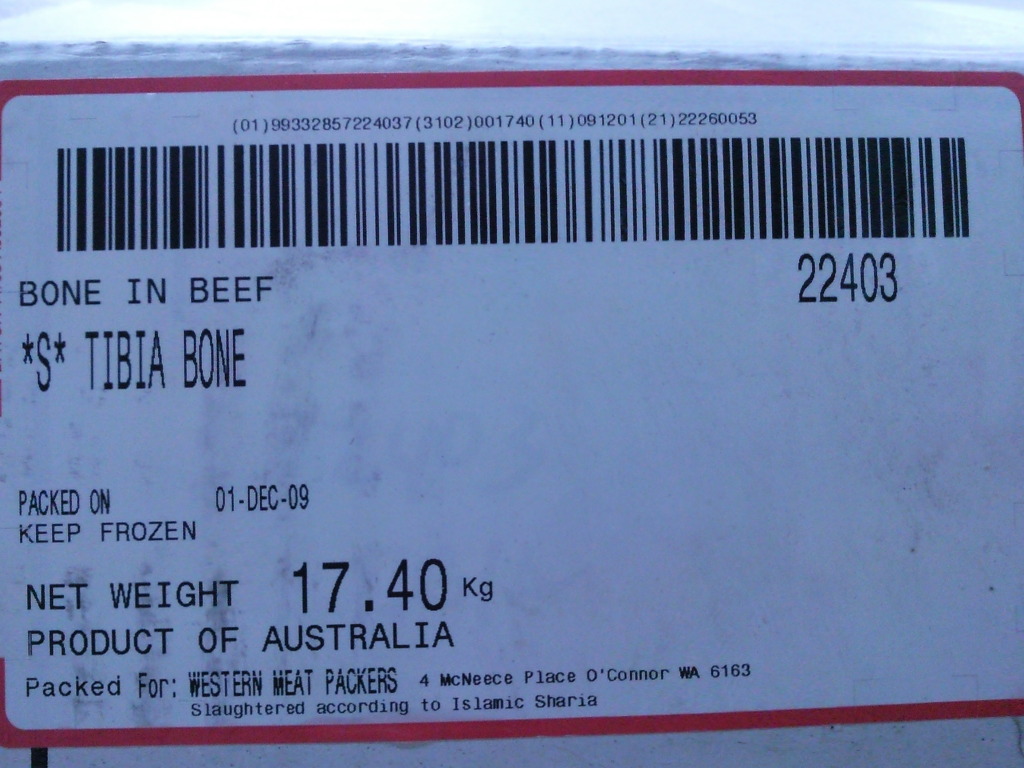 (01)99332857224037(3102)001740(11)091201(21)22260053
22403
BONE IN BEEF
*S* TIBIA BONE
PACKED ON 01-DEC-09
KEEP FROZEN
NET WEIGHT 17.40 Kg
PRODUCT OF AUSTRALIA
Packed For: WESTERN MEAT PACKERS 4 McNeece Place O'Connor WA 6163
Slaughtered according to Islamic Sharia